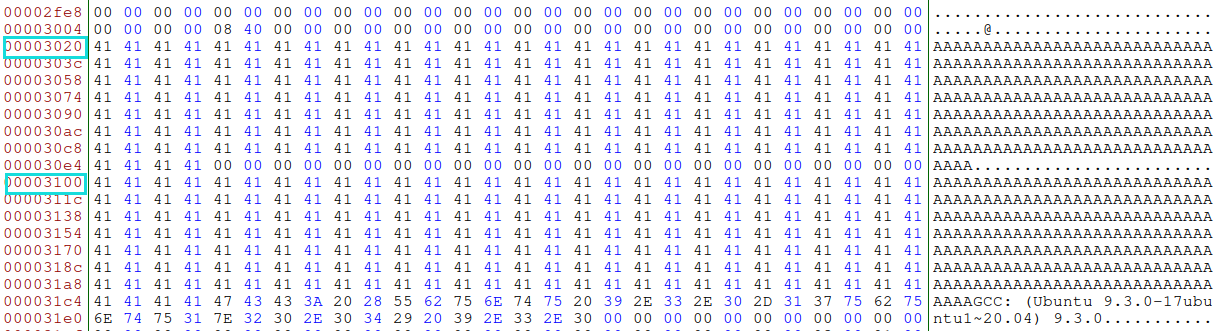 00002fe8 00 00 00 00 00 00 00 00 00 00 00 00 00 00 00 00 00 00 00 00 00 00 00 00 00 00 00 00 ............................
00003004 00 00 00 00 08 40 00 00 00 00 00 00 00 00 00 00 00 00 00 00 00 00 00 00 00 00 00 00 .....@......................
00003020 41 41 41 41 41 41 41 41 41 41 41 41 41 41 41 41 41 41 41 41 41 41 41 41 41 41 41 41 AAAAAAAAAAAAAAAAAAAAAAAAAAAA
0000303c 41 41 41 41 41 41 41 41 41 41 41 41 41 41 41 41 41 41 41 41 41 41 41 41 41 41 41 41 AAAAAAAAAAAAAAAAAAAAAAAAAAAA
00003058 41 41 41 41 41 41 41 41 41 41 41 41 41 41 41 41 41 41 41 41 41 41 41 41 41 41 41 41 AAAAAAAAAAAAAAAAAAAAAAAAAAAA
00003074 41 41 41 41 41 41 41 41 41 41 41 41 41 41 41 41 41 41 41 41 41 41 41 41 41 41 41 41 AAAAAAAAAAAAAAAAAAAAAAAAAAAA
00003090 41 41 41 41 41 41 41 41 41 41 41 41 41 41 41 41 41 41 41 41 41 41 41 41 41 41 41 41 AAAAAAAAAAAAAAAAAAAAAAAAAAAA
000030ac 41 41 41 41 41 41 41 41 41 41 41 41 41 41 41 41 41 41 41 41 41 41 41 41 41 41 41 41 AAAAAAAAAAAAAAAAAAAAAAAAAAAA
000030c8 41 41 41 41 41 41 41 41 41 41 41 41 41 41 41 41 41 41 41 41 41 41 41 41 41 41 41 41 AAAAAAAAAAAAAAAAAAAAAAAAAAAA
000030e4 41 41 41 41 00 00 00 00 00 00 00 00 00 00 00 00 00 00 00 00 00 00 00 00 00 00 00 00 AAAA........................
00003100 41 41 41 41 41 41 41 41 41 41 41 41 41 41 41 41 41 41 41 41 41 41 41 41 41 41 41 41 AAAAAAAAAAAAAAAAAAAAAAAAAAAA
0000311c 41 41 41 41 41 41 41 41 41 41 41 41 41 41 41 41 41 41 41 41 41 41 41 41 41 41 41 41 AAAAAAAAAAAAAAAAAAAAAAAAAAAA
00003138 41 41 41 41 41 41 41 41 41 41 41 41 41 41 41 41 41 41 41 41 41 41 41 41 41 41 41 41 AAAAAAAAAAAAAAAAAAAAAAAAAAAA
00003154 41 41 41 41 41 41 41 41 41 41 41 41 41 41 41 41 41 41 41 41 41 41 41 41 41 41 41 41 AAAAAAAAAAAAAAAAAAAAAAAAAAAA
00003170 41 41 41 41 41 41 41 41 41 41 41 41 41 41 41 41 41 41 41 41 41 41 41 41 41 41 41 41 AAAAAAAAAAAAAAAAAAAAAAAAAAAA
0000318c 41 41 41 41 41 41 41 41 41 41 41 41 41 41 41 41 41 41 41 41 41 41 41 41 41 41 41 41 AAAAAAAAAAAAAAAAAAAAAAAAAAAA
000031a8 41 41 41 41 41 41 41 41 41 41 41 41 41 41 41 41 41 41 41 41 41 41 41 41 41 41 41 41 AAAAAAAAAAAAAAAAAAAAAAAAAAAA
000031c4 41 41 41 41 47 43 43 3A 20 28 55 62 75 6E 74 75 20 39 2E 33 2E 30 2D 31 37 75 62 75 AAAAGCC: (Ubuntu 9.3.0-17ubu
000031e0 6E 74 75 31 7E 32 30 2E 30 34 29 20 39 2E 33 2E 30 00 00 00 00 00 00 00 00 00 00 00 ntu1~20.04) 9.3.0...........